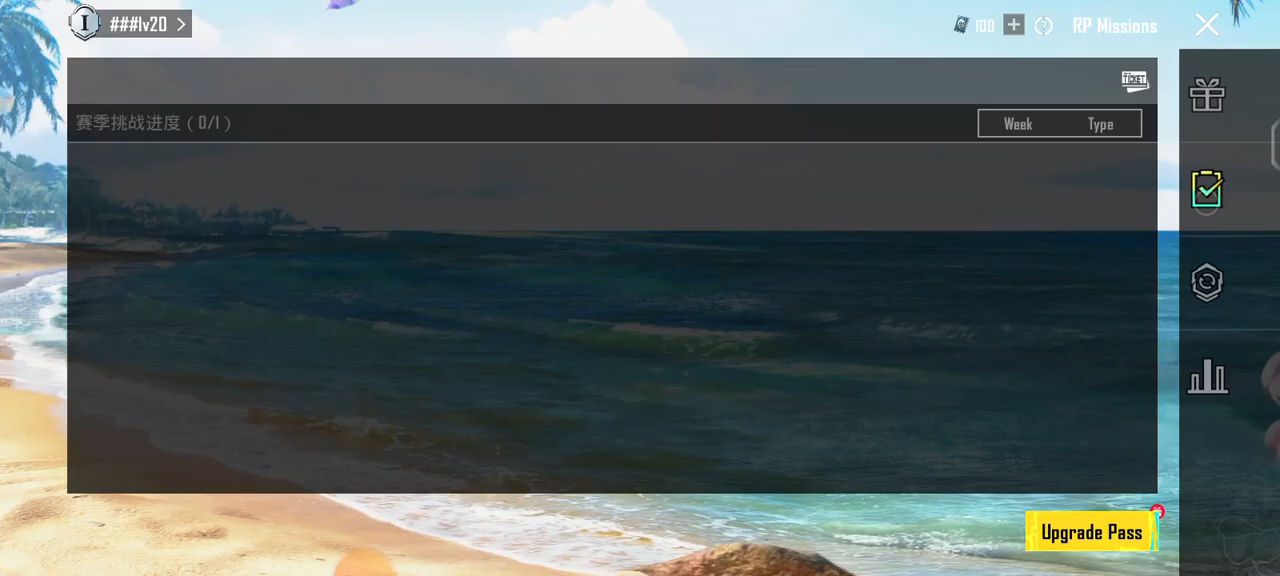 I ###lv20 >
100
RP Missions
TICKET
赛季挑战进度 ( 0/1 )
Week Type
Upgrade Pass